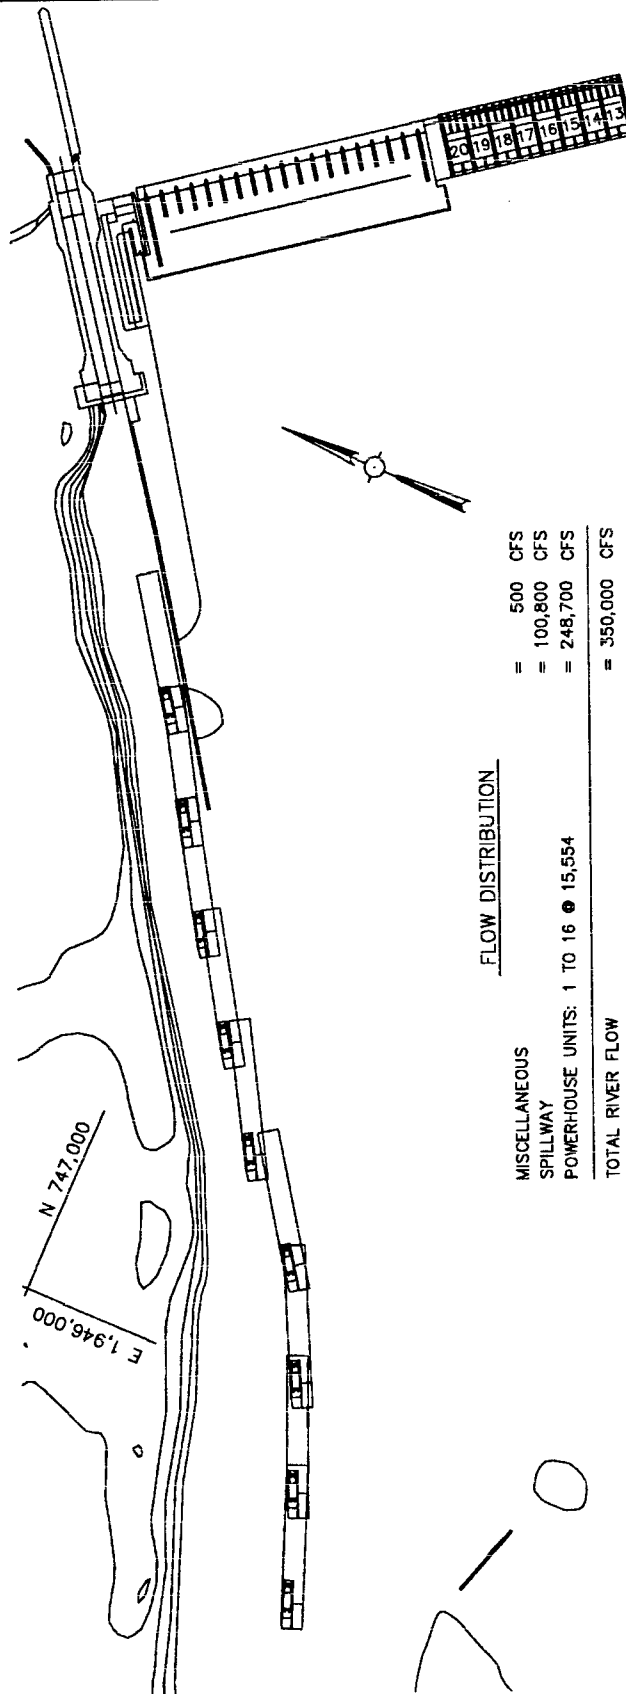 20 19 18 17 16 15 14 13
FLOW DISTRIBUTION
MISCELLANEOUS = 500 CFS
SPILLWAY = 100,800 CFS
POWERHOUSE UNITS: 1 TO 16 @ 15,554 = 248,700 CFS
TOTAL RIVER FLOW = 350,000 CFS
N 747,000
E 1,946,000